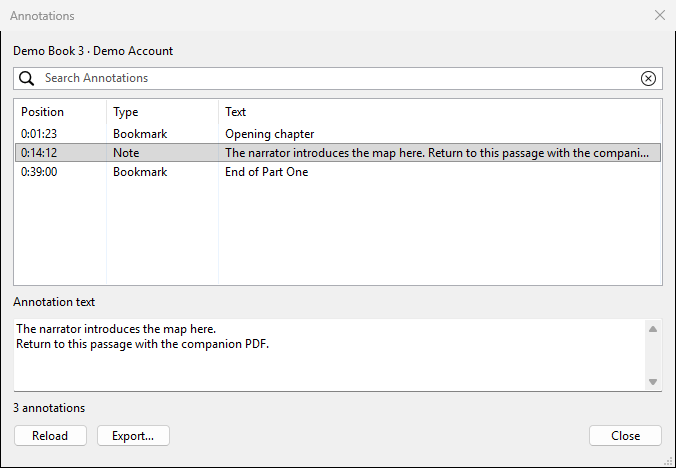 Annotations
Demo Book 3 · Demo Account
Search Annotations
Position Type Text
0:01:23 Bookmark Opening chapter
0:14:12 Note The narrator introduces the map here. Return to this passage with the compani...
0:39:00 Bookmark End of Part One
Annotation text
The narrator introduces the map here.
Return to this passage with the companion PDF.
3 annotations
Reload Export... Close